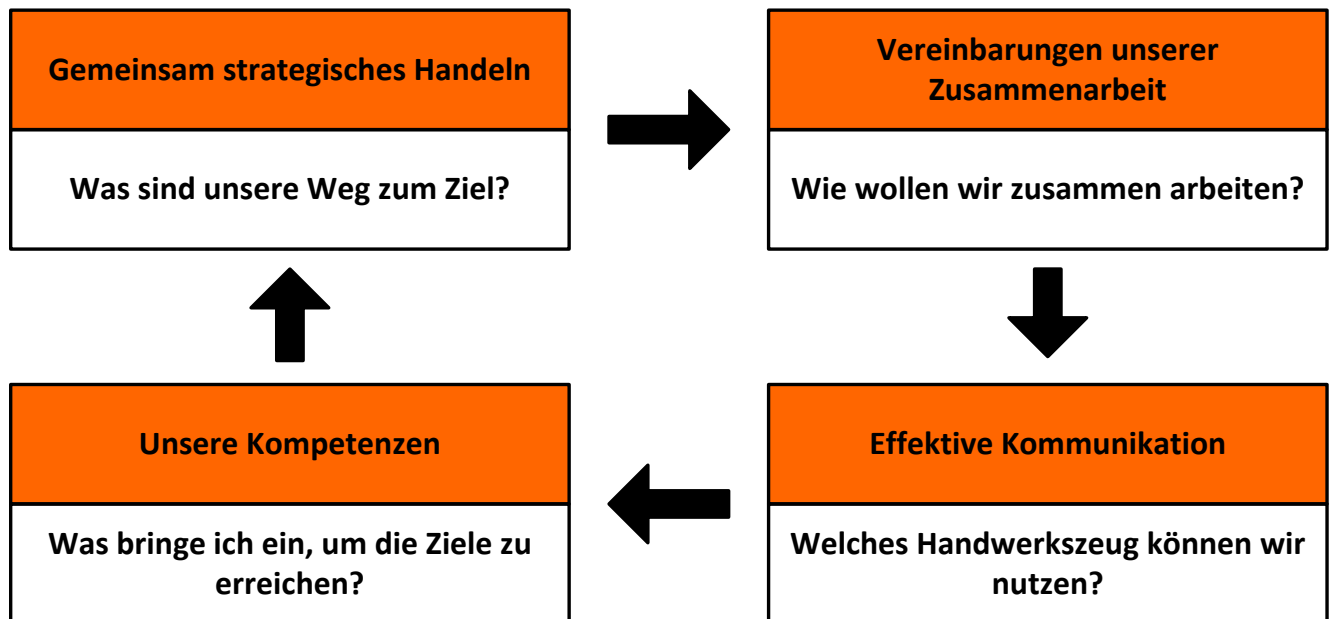 Gemeinsam strategisches Handeln
Was sind unsere Weg zum Ziel?
Vereinbarungen unserer
Zusammenarbeit
Wie wollen wir zusammen arbeiten?
Unsere Kompetenzen
Was bringe ich ein, um die Ziele zu
erreichen?
Effektive Kommunikation
Welches Handwerkszeug können wir
nutzen?